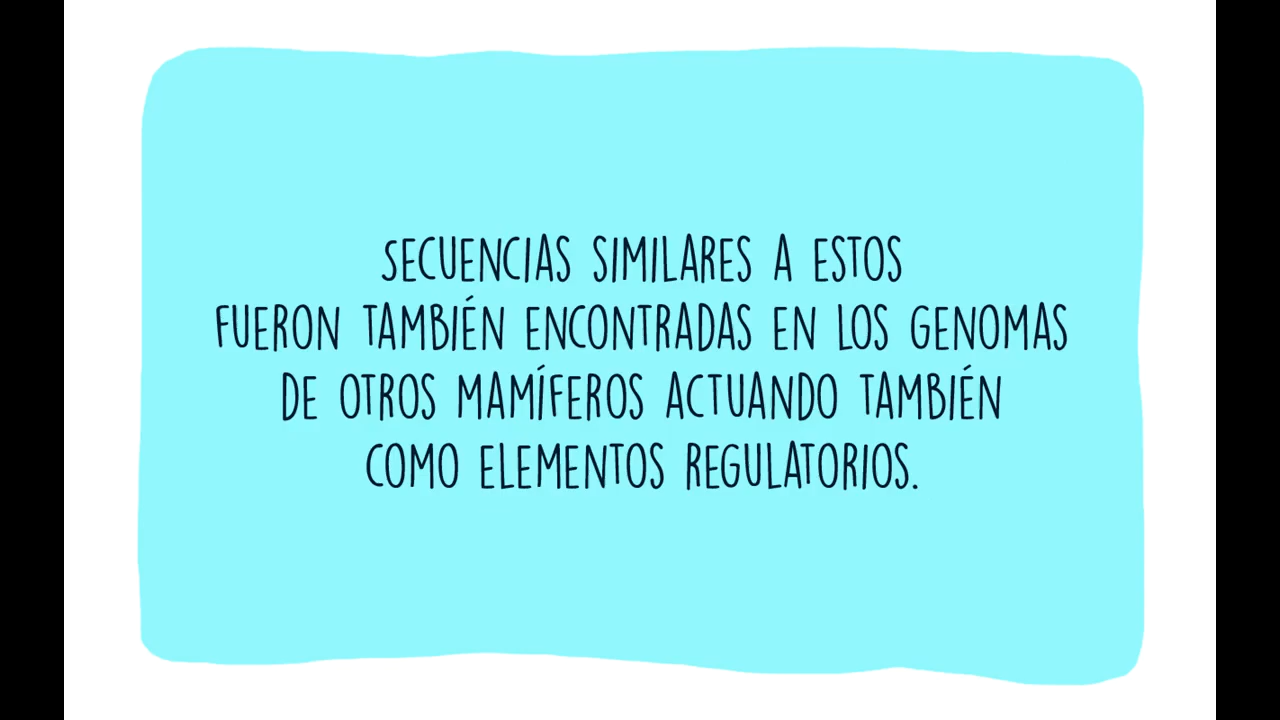 SECUENCIAS SIMILARES A ESTOS
FUERON TAMBIÉN ENCONTRADAS EN LOS GENOMAS
DE OTROS MAMÍFEROS ACTUANDO TAMBIÉN
COMO ELEMENTOS REGULATORIOS.